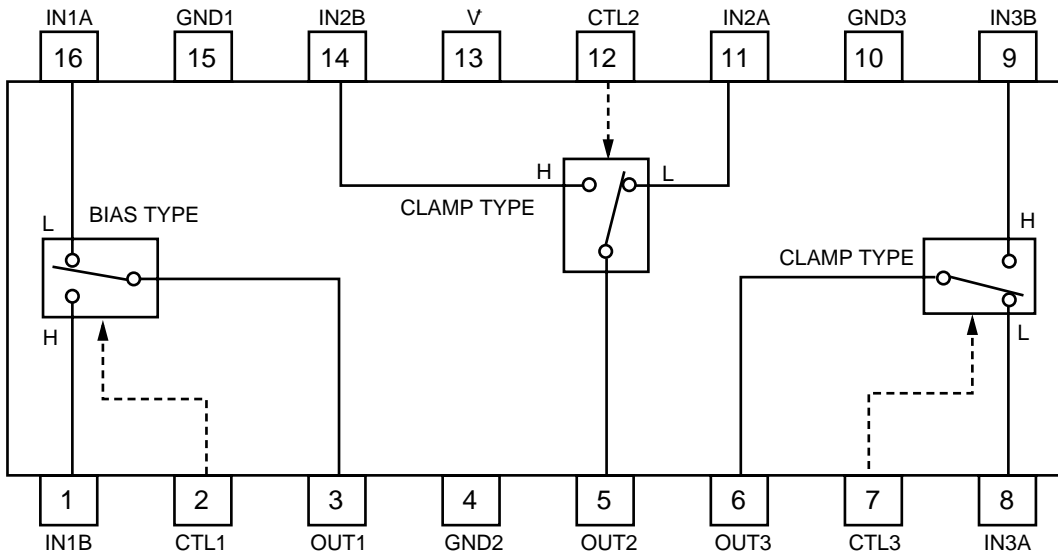 IN1A GND1 IN2B V+ CTL2 IN2A GND3 IN3B
16 15 14 13 12 11 10 9
H L
CLAMP TYPE
L BIAS TYPE H
CLAMP TYPE
H L
1 2 3 4 5 6 7 8
IN1B CTL1 OUT1 GND2 OUT2 OUT3 CTL3 IN3A